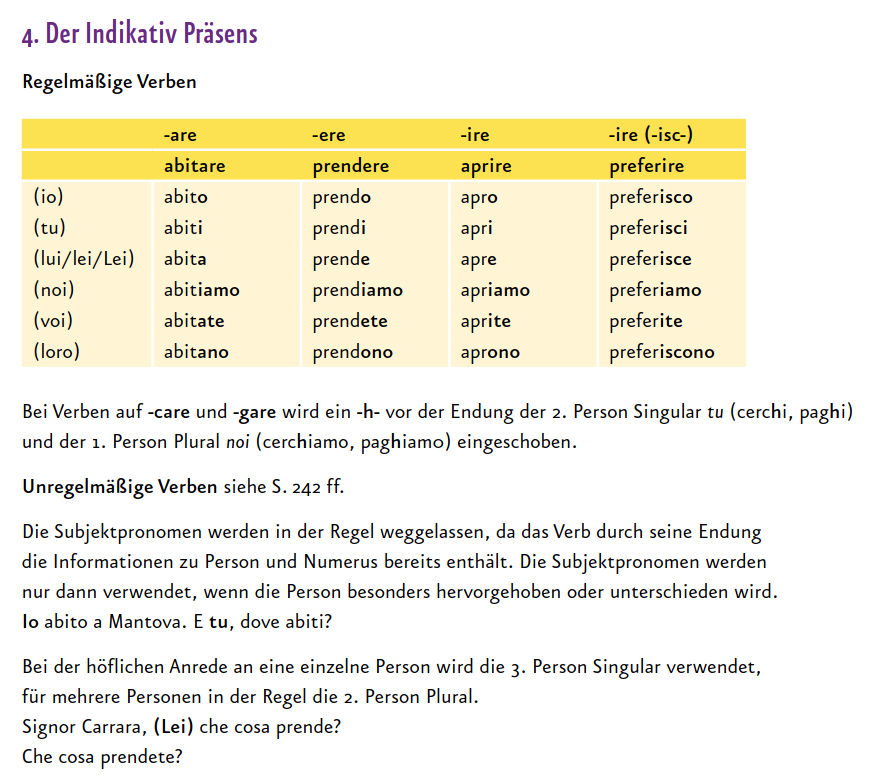 4. Der Indikativ Präsens
Regelmäßige Verben
-are -ere -ire -ire (-isc-)
abitare prendere aprire preferire
(io) abito prendo apro preferisco
(tu) abiti prendi apri preferisci
(lui/lei/Lei) abita prende apre preferisce
(noi) abitiamo prendiamo apriamo preferiamo
(voi) abitate prendete aprite preferite
(loro) abitano prendono aprono preferiscono
Bei Verben auf -care und -gare wird ein -h- vor der Endung der 2. Person Singular tu (cerchi, paghi)
und der 1. Person Plural noi (cerchiamo, paghiamo) eingeschoben.
Unregelmäßige Verben siehe S. 242 ff.
Die Subjektpronomen werden in der Regel weggelassen, da das Verb durch seine Endung
die Informationen zu Person und Numerus bereits enthält. Die Subjektpronomen werden
nur dann verwendet, wenn die Person besonders hervorgehoben oder unterschieden wird.
Io abito a Mantova. E tu, dove abiti?
Bei der höflichen Anrede an eine einzelne Person wird die 3. Person Singular verwendet,
für mehrere Personen in der Regel die 2. Person Plural.
Signor Carrara, (Lei) che cosa prende?
Che cosa prendete?